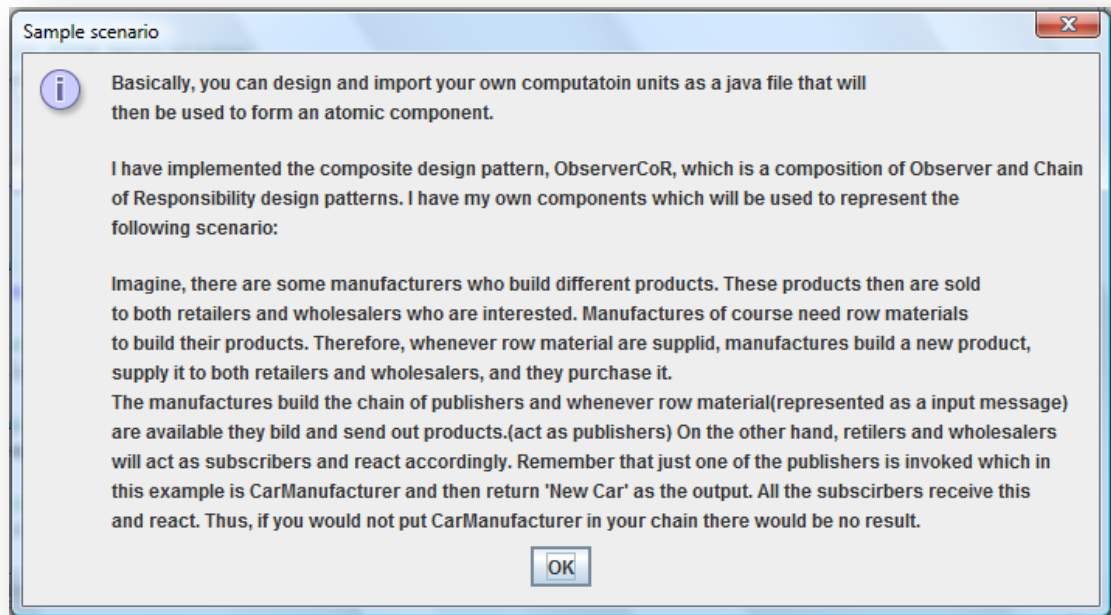 Sample scenario
Basically, you can design and import your own computatoin units as a java file that will
then be used to form an atomic component.
I have implemented the composite design pattern, ObserverCoR, which is a composition of Observer and Chain
of Responsibility design patterns. I have my own components which will be used to represent the
following scenario:
Imagine, there are some manufacturers who build different products. These products then are sold
to both retailers and wholesalers who are interested. Manufactures of course need row materials
to build their products. Therefore, whenever row material are supplid, manufactures build a new product,
supply it to both retailers and wholesalers, and they purchase it.
The manufactures build the chain of publishers and whenever row material(represented as a input message)
are available they bild and send out products.(act as publishers) On the other hand, retilers and wholesalers
will act as subscribers and react accordingly. Remember that just one of the publishers is invoked which in
this example is CarManufacturer and then return 'New Car' as the output. All the subscirbers receive this
and react. Thus, if you would not put CarManufacturer in your chain there would be no result.
OK